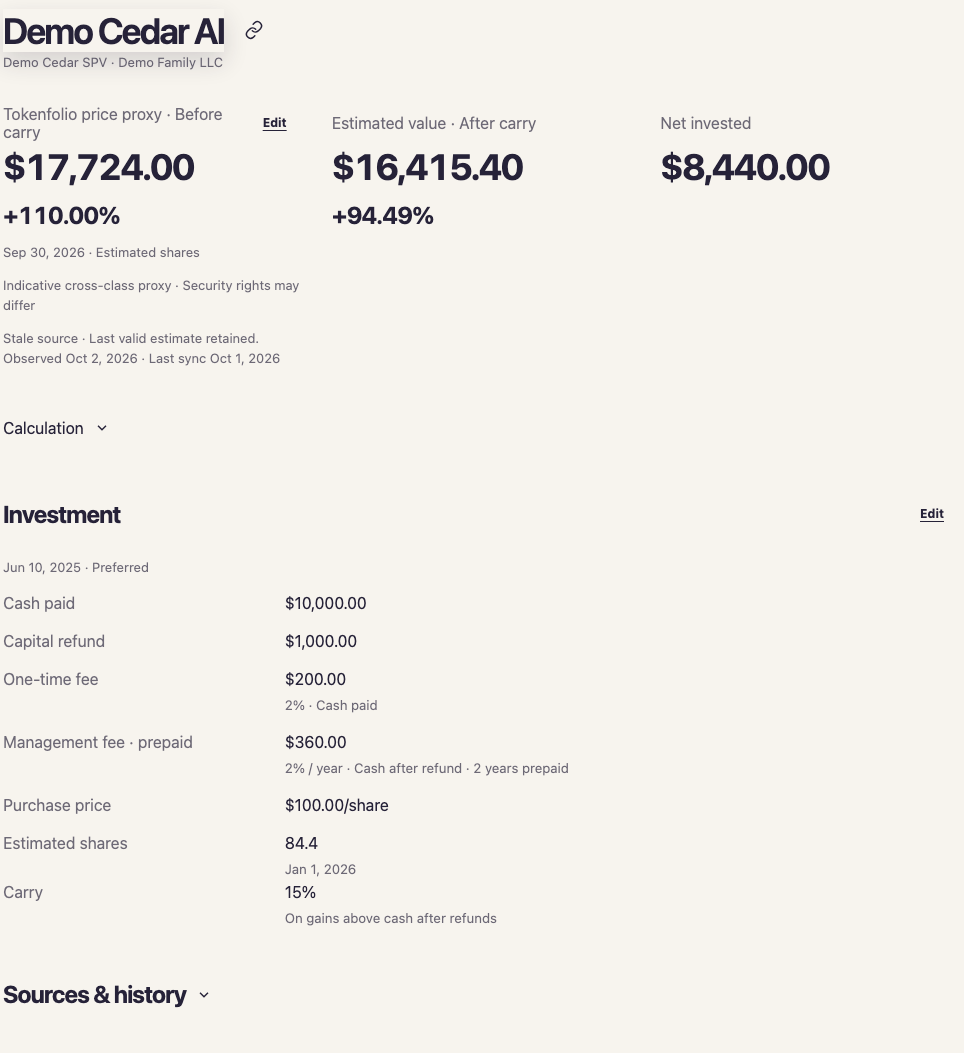 Demo Cedar AI
Demo Cedar SPV · Demo Family LLC
Tokenfolio price proxy · Before
carry
Edit
$17,724.00
+110.00%
Sep 30, 2026 · Estimated shares
Indicative cross-class proxy · Security rights may
differ
Stale source · Last valid estimate retained.
Observed Oct 2, 2026 · Last sync Oct 1, 2026
Estimated value · After carry
$16,415.40
+94.49%
Net invested
$8,440.00
Calculation
Investment
Edit
Jun 10, 2025 · Preferred
Cash paid
$10,000.00
Capital refund
$1,000.00
One-time fee
$200.00
2% · Cash paid
Management fee · prepaid
$360.00
2% / year · Cash after refund · 2 years prepaid
Purchase price
$100.00/share
Estimated shares
84.4
Jan 1, 2026
Carry
15%
On gains above cash after refunds
Sources & history